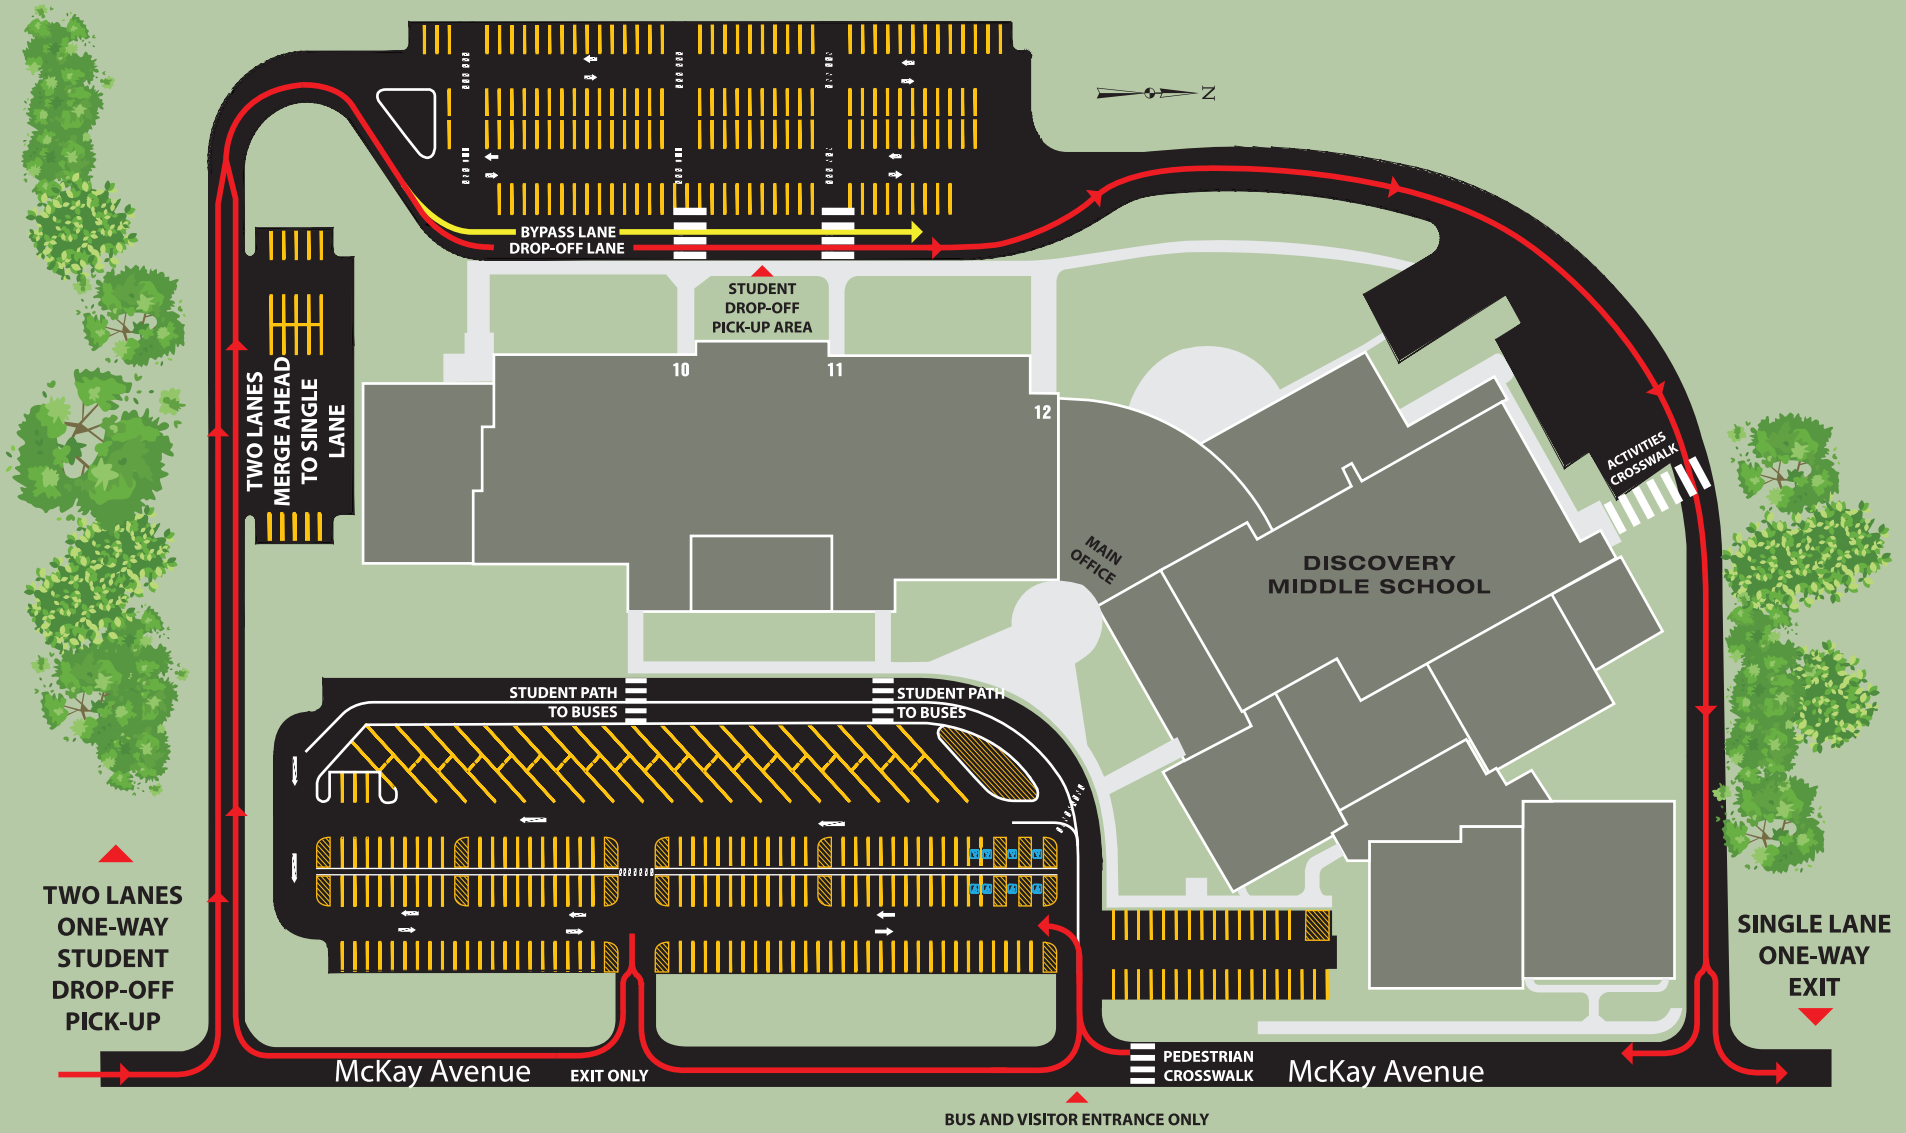 N
BYPASS LANE
DROP-OFF LANE
STUDENT
DROP-OFF
PICK-UP AREA
10
11
12
TWO LANES
MERGE AHEAD
TO SINGLE
LANE
ACTIVITIES
CROSSWALK
MAIN
OFFICE
DISCOVERY
MIDDLE SCHOOL
STUDENT PATH
TO BUSES
STUDENT PATH
TO BUSES
TWO LANES
ONE-WAY
STUDENT
DROP-OFF
PICK-UP
SINGLE LANE
ONE-WAY
EXIT
McKay Avenue
EXIT ONLY
PEDESTRIAN
CROSSWALK
McKay Avenue
BUS AND VISITOR ENTRANCE ONLY